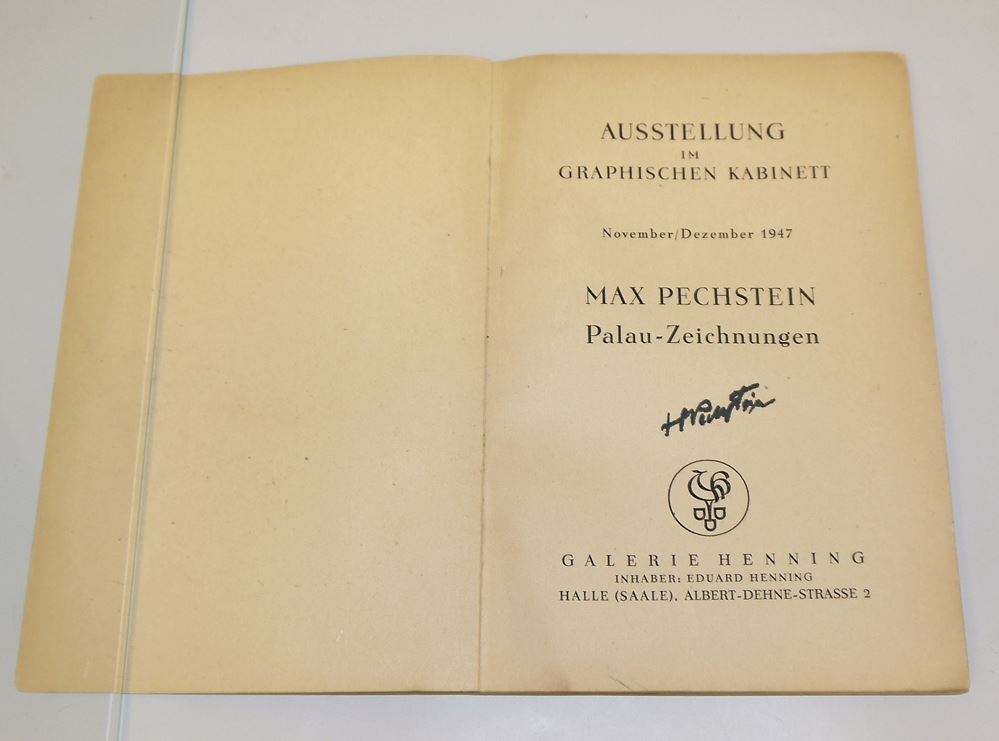 AUSSTELLUNG
IM
GRAPHISCHEN KABINETT
November/Dezember 1947
MAX PECHSTEIN
Palau-Zeichnungen
HPechstein
GALERIE HENNING
INHABER: EDUARD HENNING
HALLE (SAALE), ALBERT-DEHNE-STRASSE 2